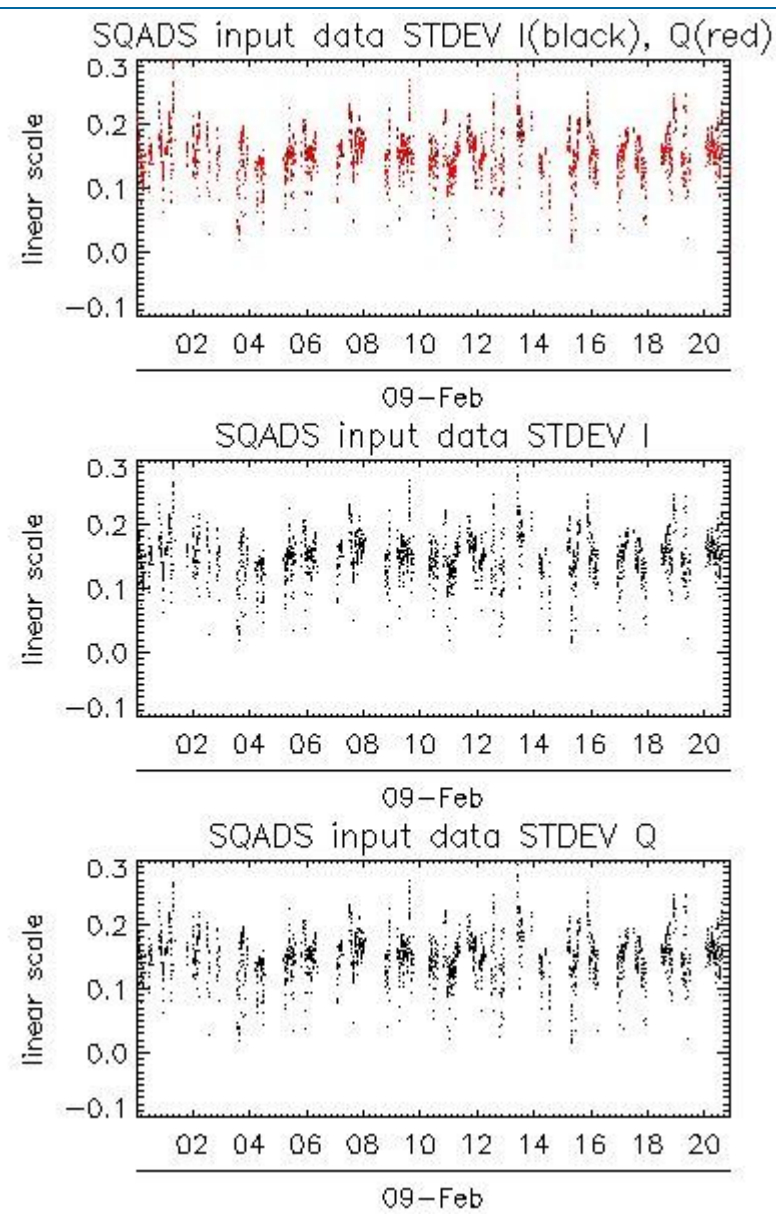 SQADS input data STDEV I(black), Q(red)
0.3
0.2
0.1
0.0
-0.1
linear scale
02 04 06 08 10 12 14 16 18 20
09-Feb
SQADS input data STDEV I
0.3
0.2
0.1
0.0
-0.1
linear scale
02 04 06 08 10 12 14 16 18 20
09-Feb
SQADS input data STDEV Q
0.3
0.2
0.1
0.0
-0.1
linear scale
02 04 06 08 10 12 14 16 18 20
09-Feb